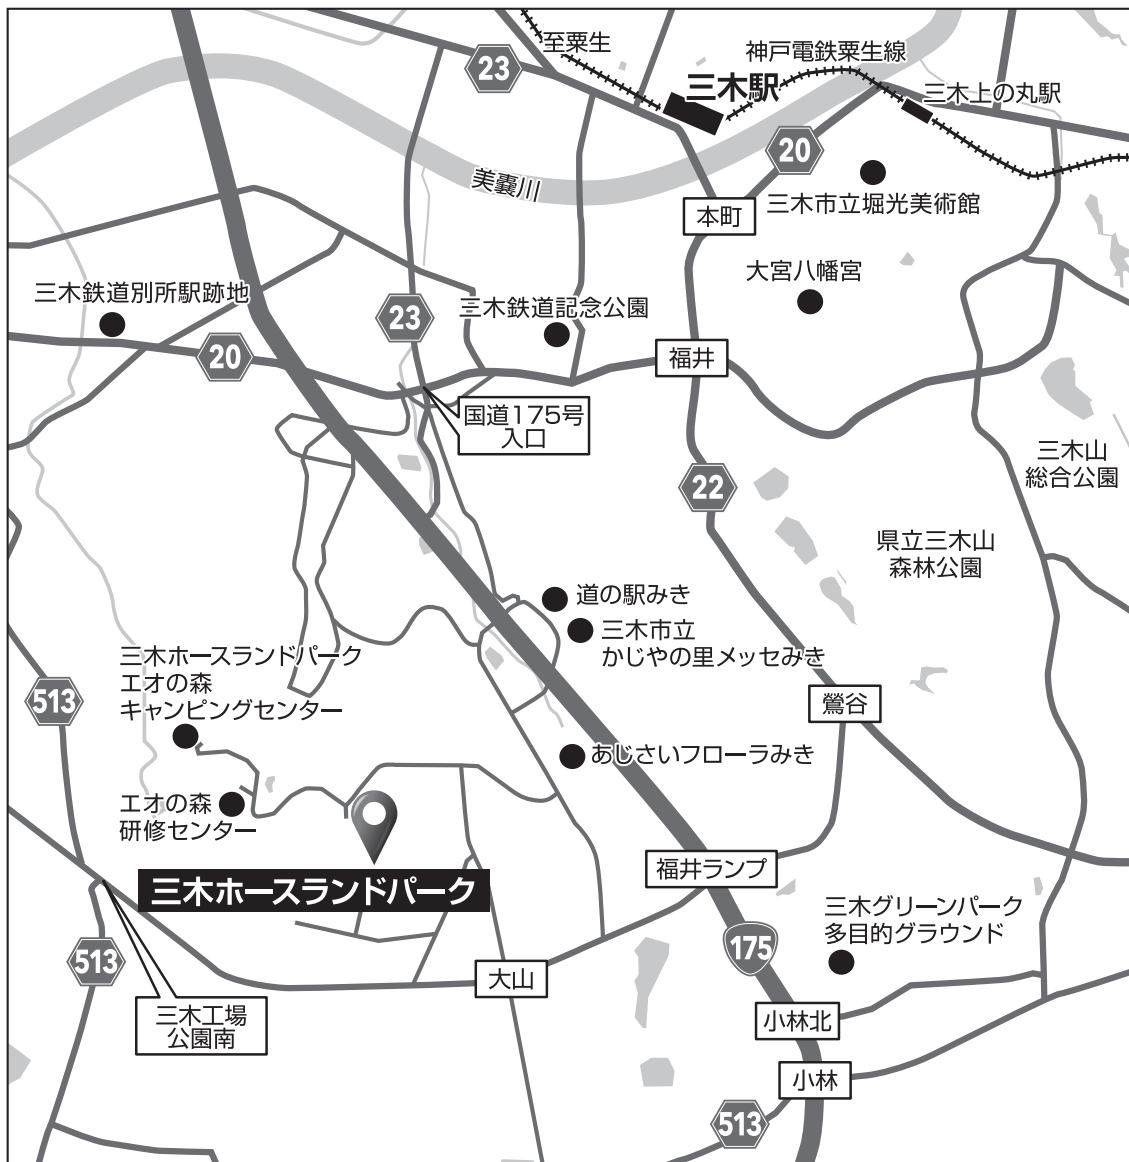 至粟生
神戸電鉄粟生線
23
三木駅
三木上の丸駅
20
美嚢川
三木市立堀光美術館
本町
大宮八幡宮
三木鉄道別所駅跡地
三木鉄道記念公園
23
20
福井
国道175号
入口
三木山
総合公園
22
県立三木山
森林公園
道の駅みき
三木市立
かじやの里メッセみき
三木ホースランドパーク
エオの森
キャンピングセンター
513
鶯谷
あじさいフローラみき
エオの森
研修センター
福井ランプ
三木ホースランドパーク
三木グリーンパーク
多目的グラウンド
175
513
大山
三木工場
公園南
小林北
小林
513